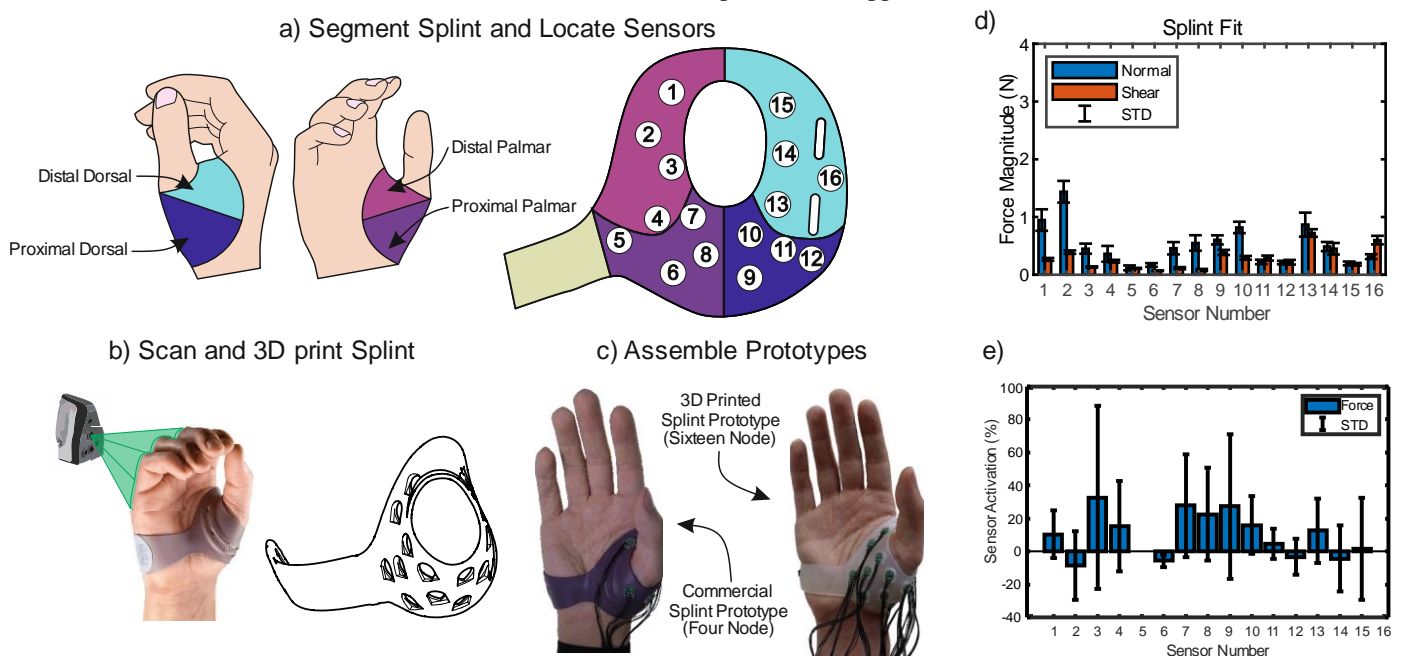 a) Segment Splint and Locate Sensors
Distal Dorsal
Proximal Dorsal
Distal Palmar
Proximal Palmar
1
2
3
4
5
6
7
8
9
10
11
12
13
14
15
16
b) Scan and 3D print Splint
c) Assemble Prototypes
3D Printed
Splint Prototype
(Sixteen Node)
Commercial
Splint Prototype
(Four Node)
d)
Splint Fit
Normal
Shear
STD
Force Magnitude (N)
4
3
2
1
0
1 2 3 4 5 6 7 8 9 10 11 12 13 14 15 16
Sensor Number
e)
Force
STD
Sensor Activation (%)
100
80
60
40
20
0
-20
-40
1 2 3 4 5 6 7 8 9 10 11 12 13 14 15 16
Sensor Number